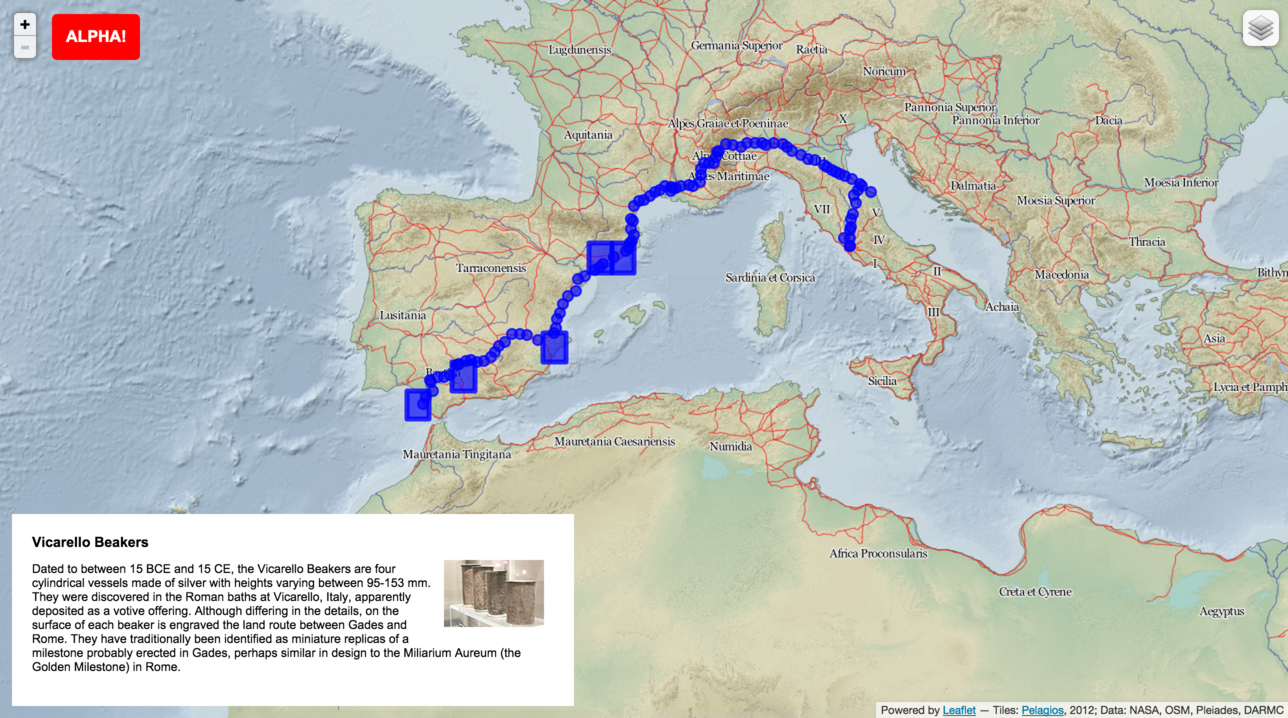 +
ALPHA!
−
Lugdunensis
Germania Superior
Raetia
Noricum
Pannonia Superior
Pannonia Inferior
Dacia
Aquitania
Alpes Graiae et Poeninae
X
Cottiae
Maritimae
Dalmatia
Moesia Superior
Moesia Inferior
VII
V
IV
I
II
III
Thracia
Macedonia
Bithyn
Achaia
Asia
Lycia et Pamph
Tarraconensis
Lusitania
Sardinia et Corsica
Sicilia
Mauretania Tingitana
Mauretania Caesariensis
Numidia
Africa Proconsularis
Creta et Cyrene
Aegyptus
Vicarello Beakers
Dated to between 15 BCE and 15 CE, the Vicarello Beakers are four
cylindrical vessels made of silver with heights varying between 95-153 mm.
They were discovered in the Roman baths at Vicarello, Italy, apparently
deposited as a votive offering. Although differing in the details, on the
surface of each beaker is engraved the land route between Gades and
Rome. They have traditionally been identified as miniature replicas of a
milestone probably erected in Gades, perhaps similar in design to the Miliarium Aureum (the
Golden Milestone) in Rome.
Powered by Leaflet — Tiles: Pelagios, 2012; Data: NASA, OSM, Pleiades, DARMC